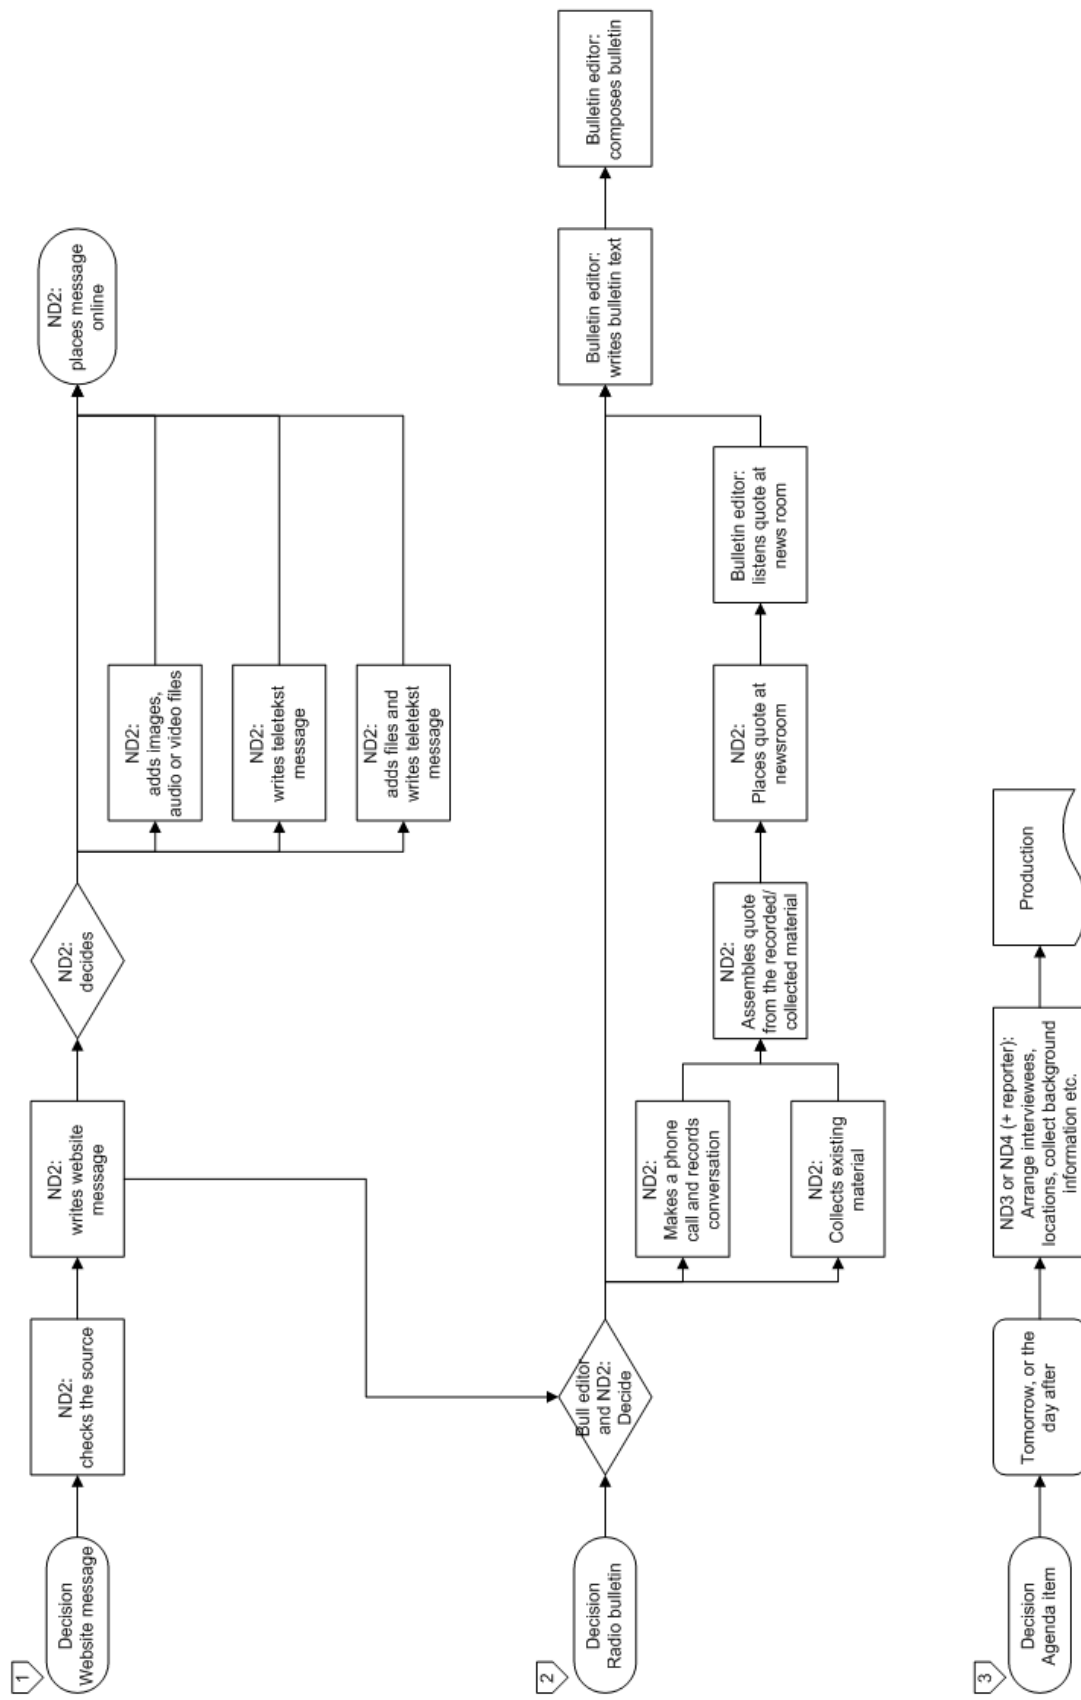 1
Decision
Website message
ND2:
checks the source
ND2:
writes website
message
ND2:
decides
ND2:
adds images,
audio or video files
ND2:
writes teletekst
message
ND2:
adds files and
writes teletekst
message
ND2:
places message
online
2
Decision
Radio bulletin
Bull editor
and ND2:
Decide
ND2:
Makes a phone
call and records
conversation
ND2:
Collects existing
material
ND2:
Assembles quote
from the recorded/
collected material
ND2:
Places quote at
newsroom
Bulletin editor:
listens quote at
news room
Bulletin editor:
writes bulletin text
Bulletin editor:
composes bulletin
3
Decision
Agenda item
Tomorrow, or the
day after
ND3 or ND4 (+ reporter):
Arrange interviewees,
locations, collect background
information etc.
Production